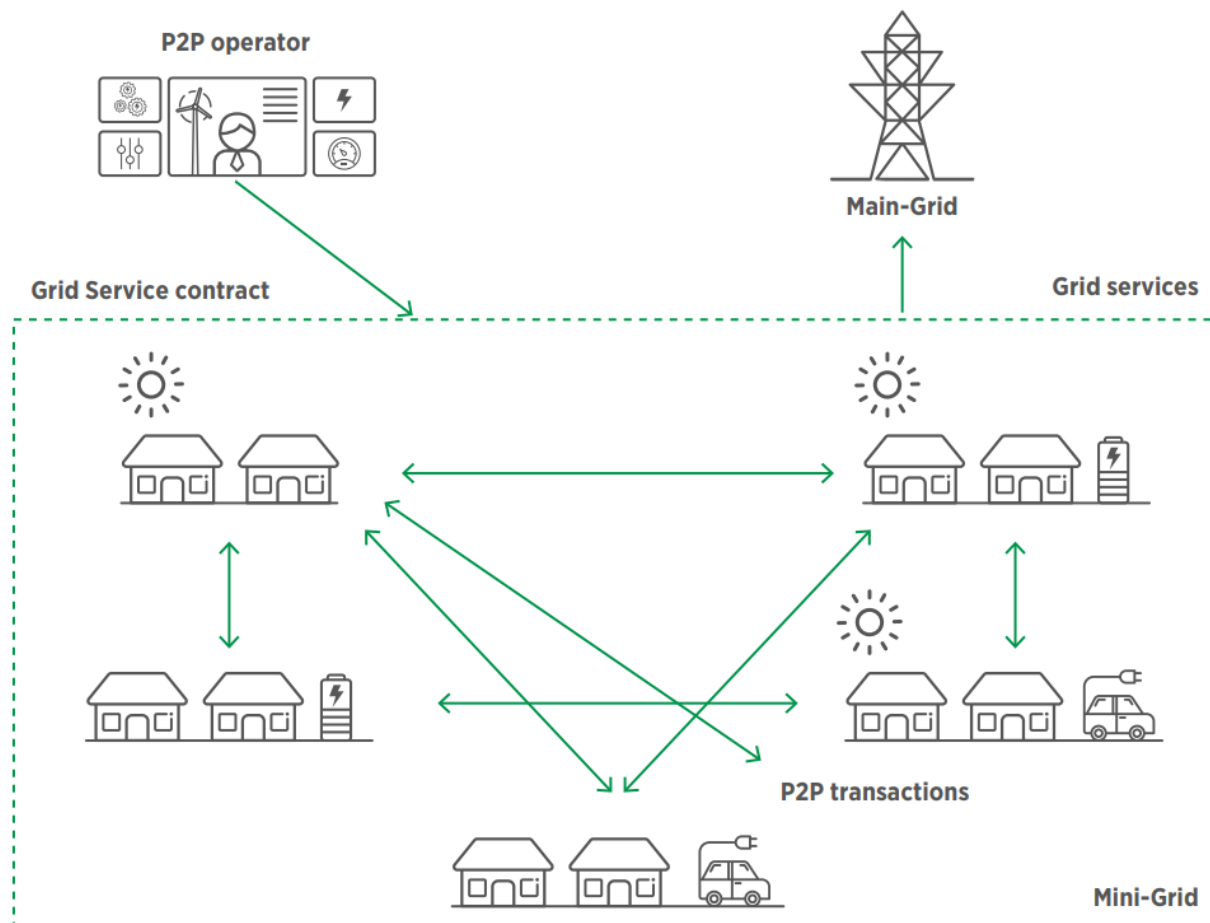 P2P operator
Main-Grid
Grid Service contract
Grid services
P2P transactions
Mini-Grid